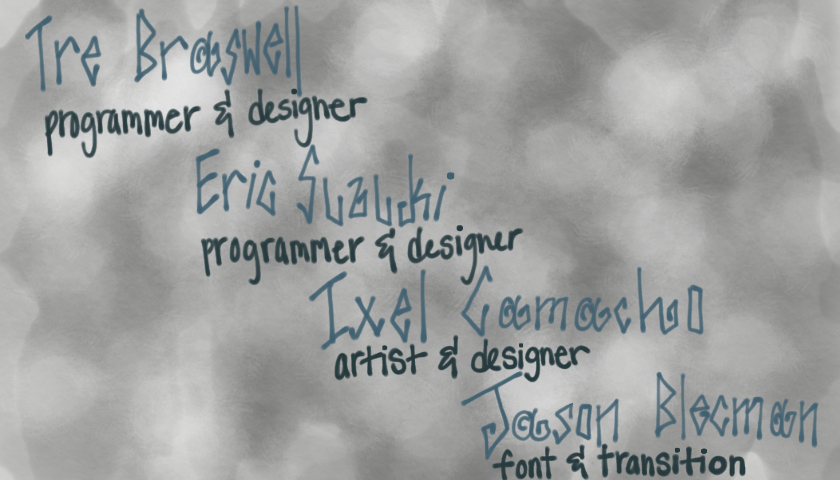 Tre Braswell
programmer & designer
Eric Suzuki
programmer & designer
Ixel Camacho
artist & designer
Jason Blecman
font & transition